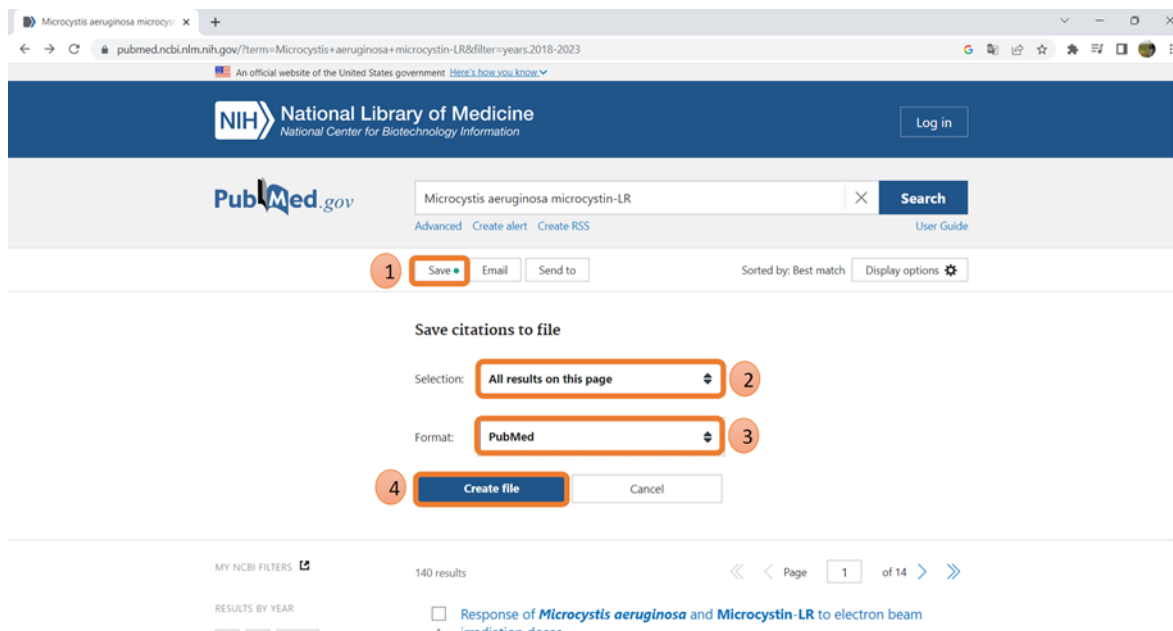 Microcystis aeruginosa microcyst
pubmed.ncbi.nlm.nih.gov/?term=Microcystis+aeruginosa+microcystin-LR&filter=years.2018-2023
An official website of the United States government Here's how you know
NIH National Library of Medicine
National Center for Biotechnology Information
Log in
PubMed.gov
Microcystis aeruginosa microcystin-LR
Search
Advanced Create alert Create RSS
User Guide
1 Save Email Send to
Sorted by: Best match Display options
Save citations to file
Selection: All results on this page 2
Format: PubMed 3
4 Create file Cancel
MY NCBI FILTERS
140 results
Page 1 of 14
RESULTS BY YEAR
Response of Microcystis aeruginosa and Microcystin-LR to electron beam